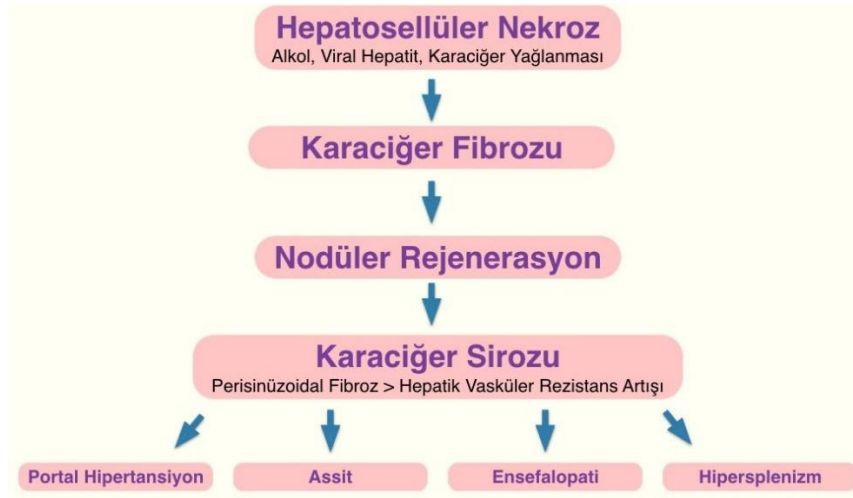 Hepatosellüler Nekroz
Alkol, Viral Hepatit, Karaciğer Yağlanması
Karaciğer Fibrozu
Nodüler Rejenerasyon
Karaciğer Sirozu
Perisinüzoidal Fibroz > Hepatik Vasküler Rezistans Artışı
Portal Hipertansiyon
Assit
Ensefalopati
Hipersplenizm